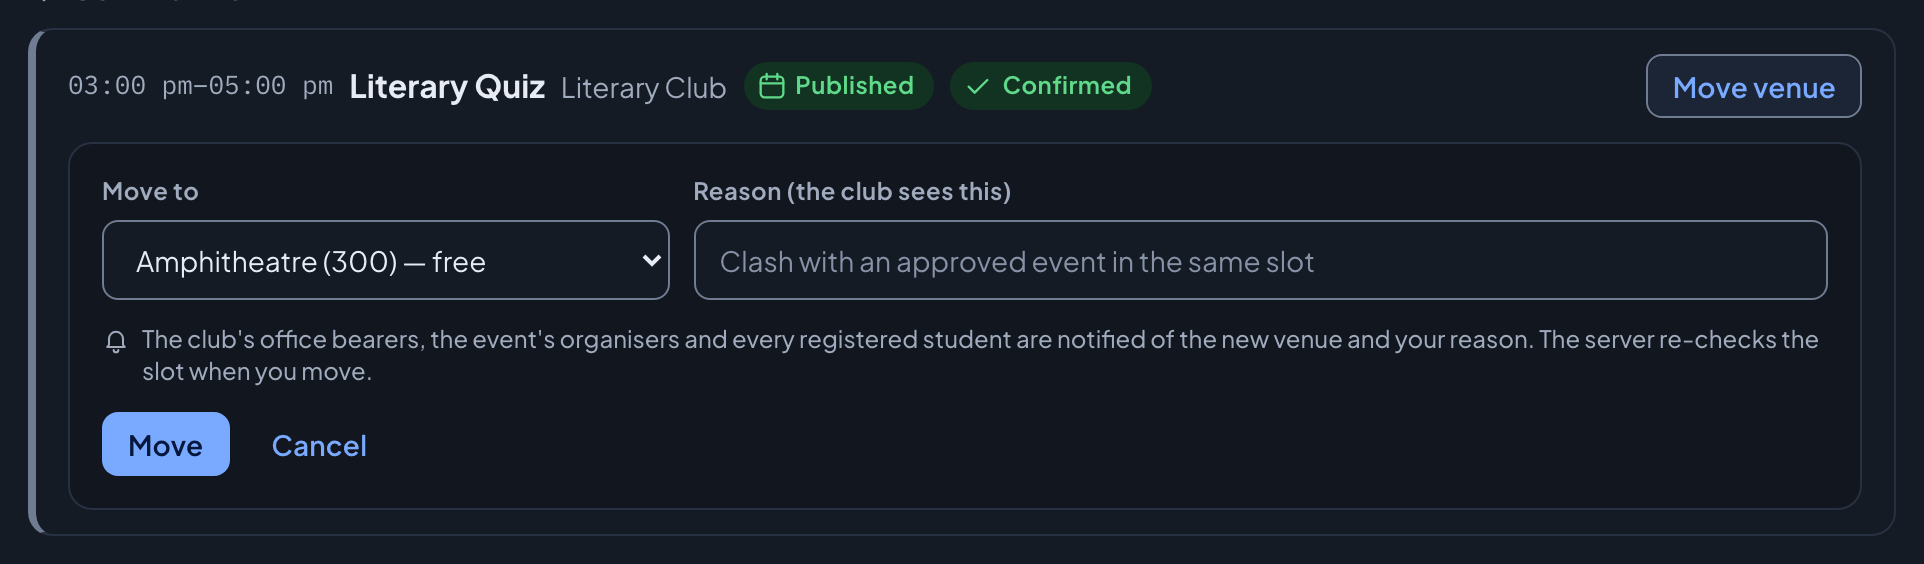 03:00 pm–05:00 pm Literary Quiz Literary Club Published Confirmed Move venue
Move to
Reason (the club sees this)
Amphitheatre (300) — free
Clash with an approved event in the same slot
The club's office bearers, the event's organisers and every registered student are notified of the new venue and your reason. The server re-checks the
slot when you move.
Move Cancel